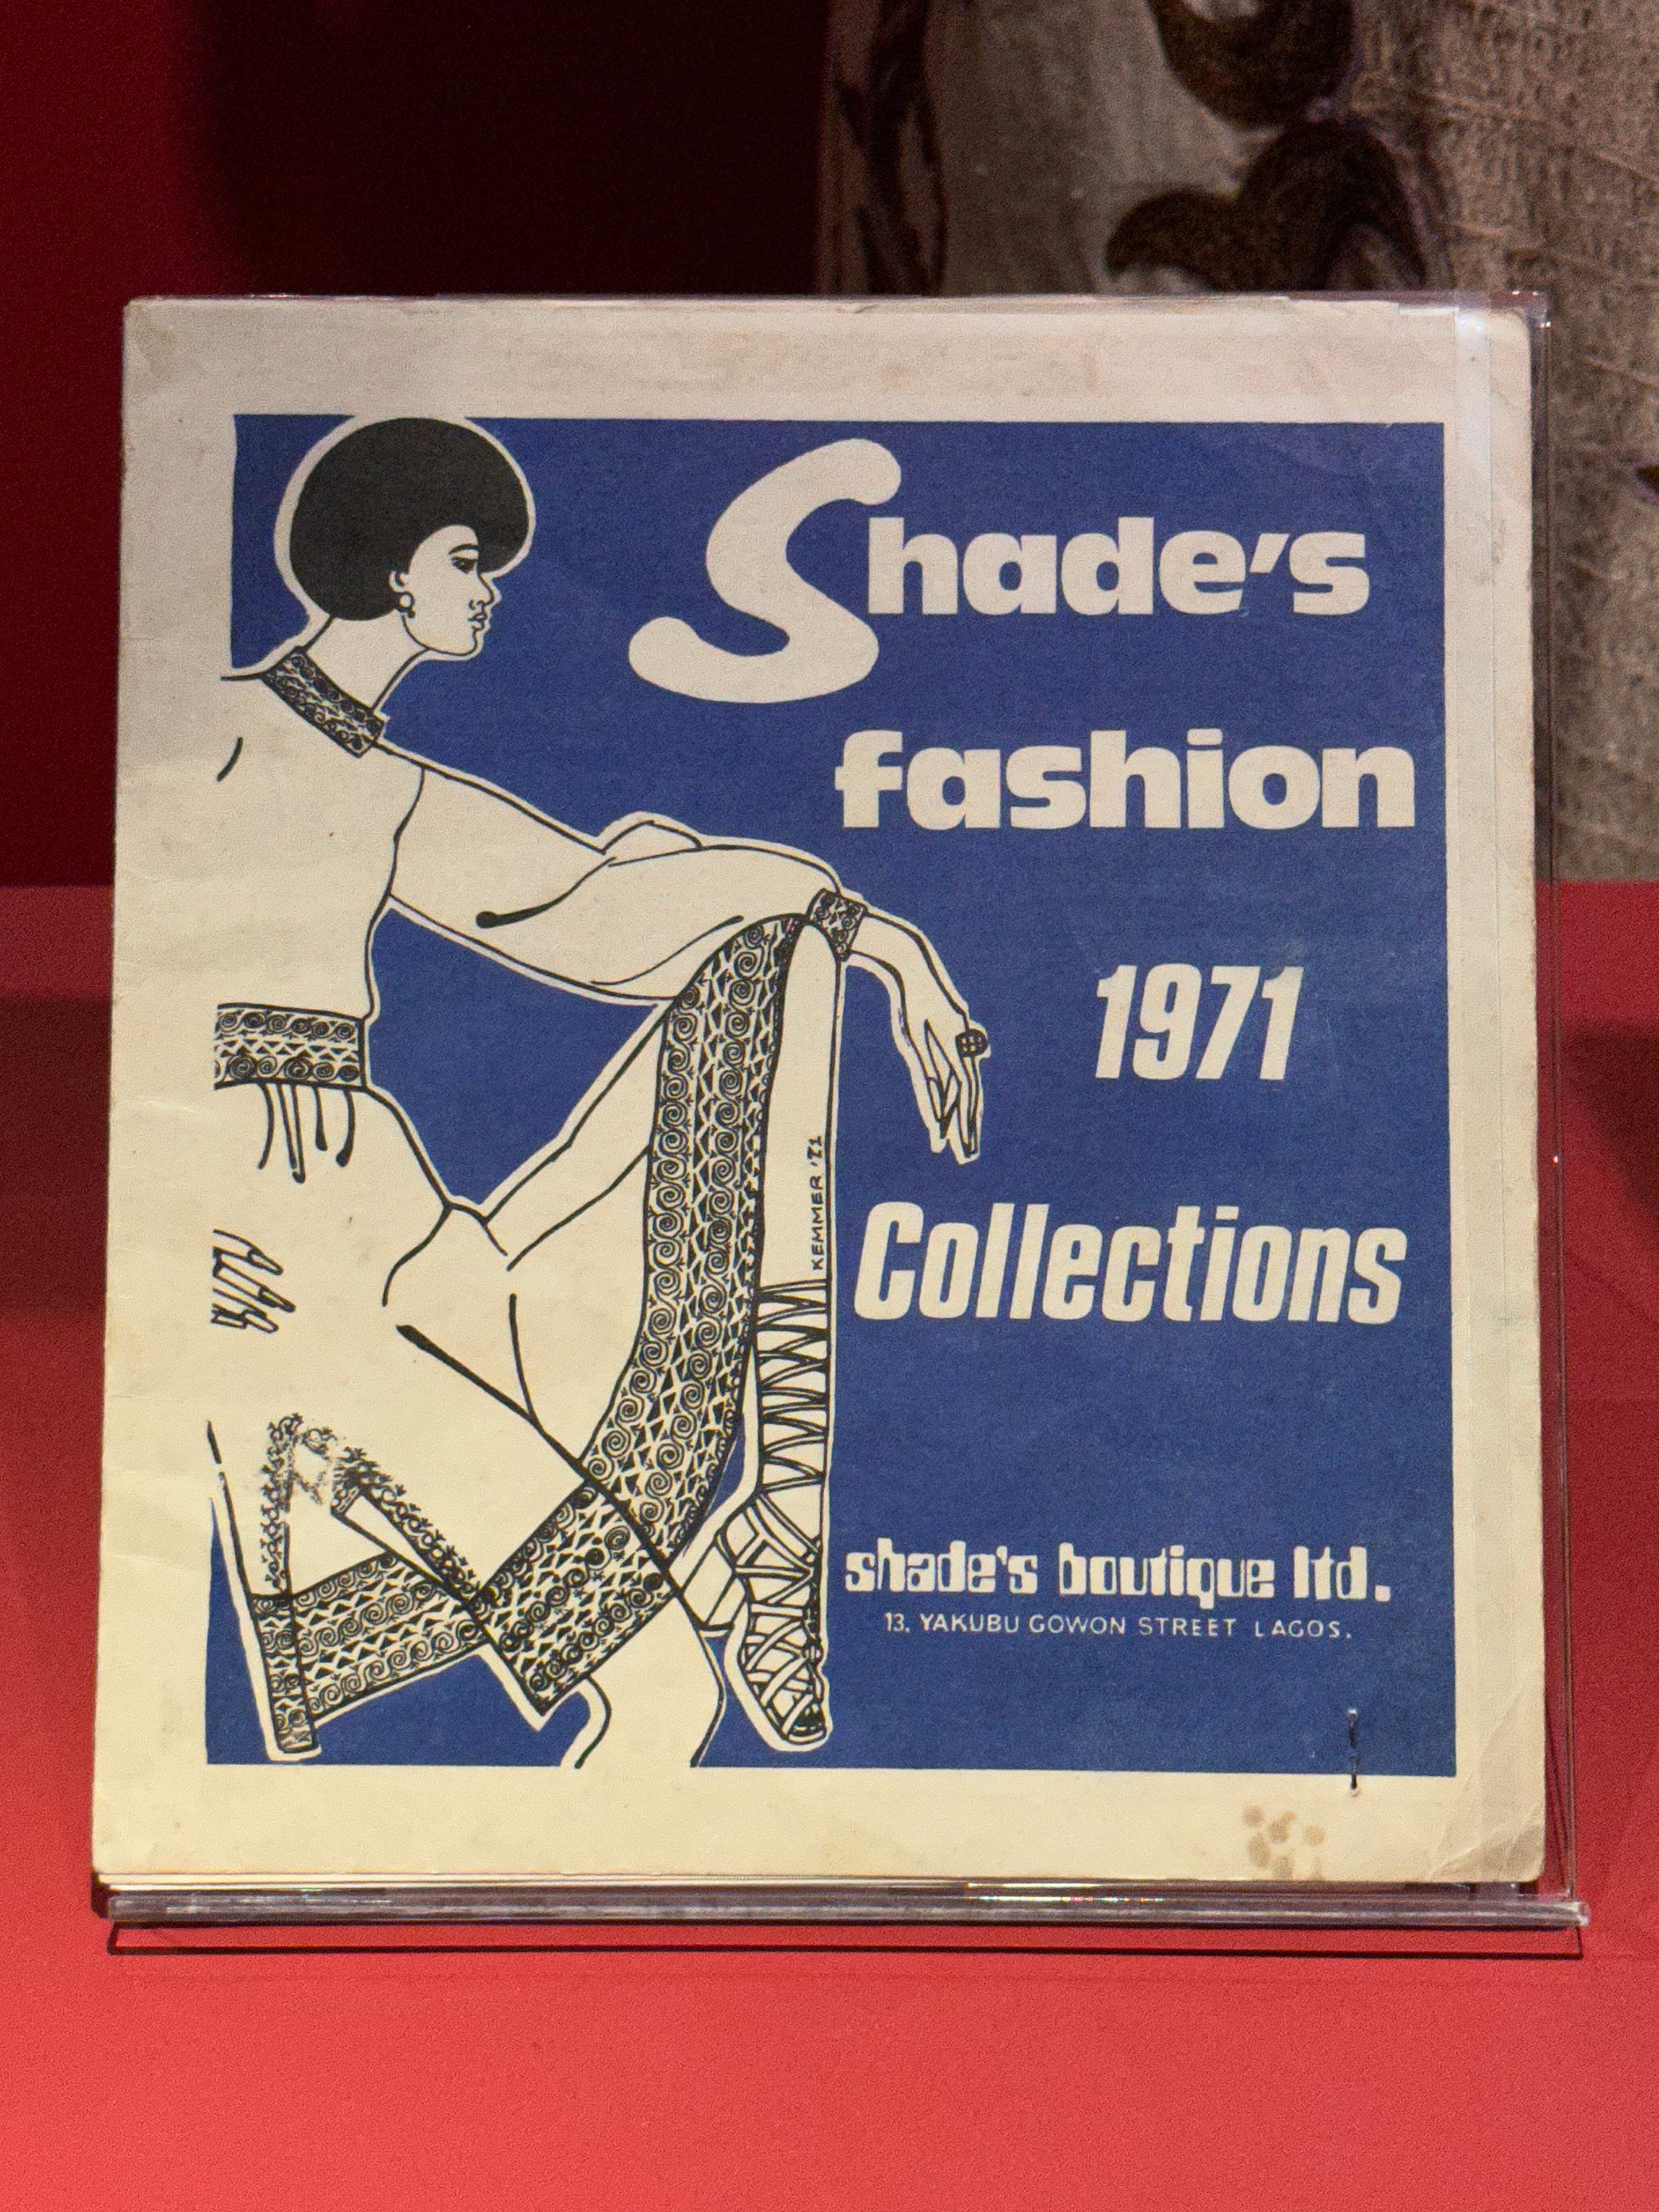 Shade's
fashion
1971
Collections
KEMMER '71
shade's boutique ltd.
13. YAKUBU GOWON STREET LAGOS.